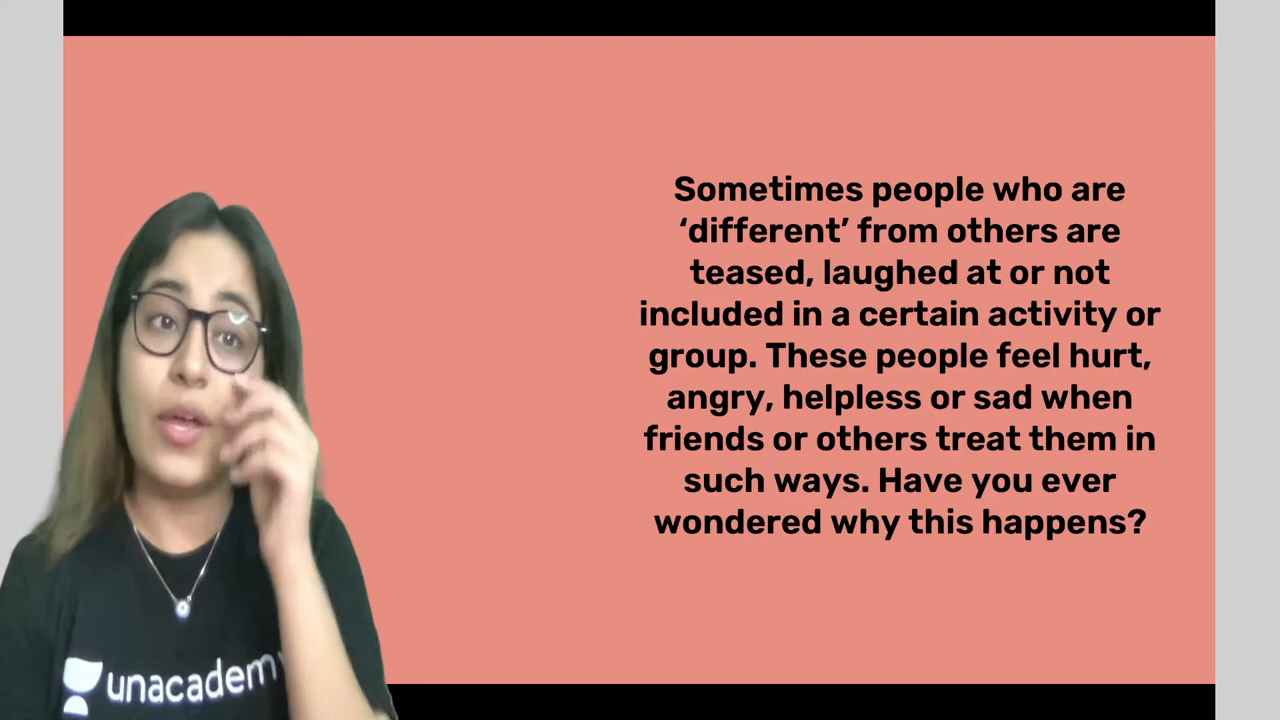 Sometimes people who are
‘different’ from others are
teased, laughed at or not
included in a certain activity or
group. These people feel hurt,
angry, helpless or sad when
friends or others treat them in
such ways. Have you ever
wondered why this happens?
unacademy